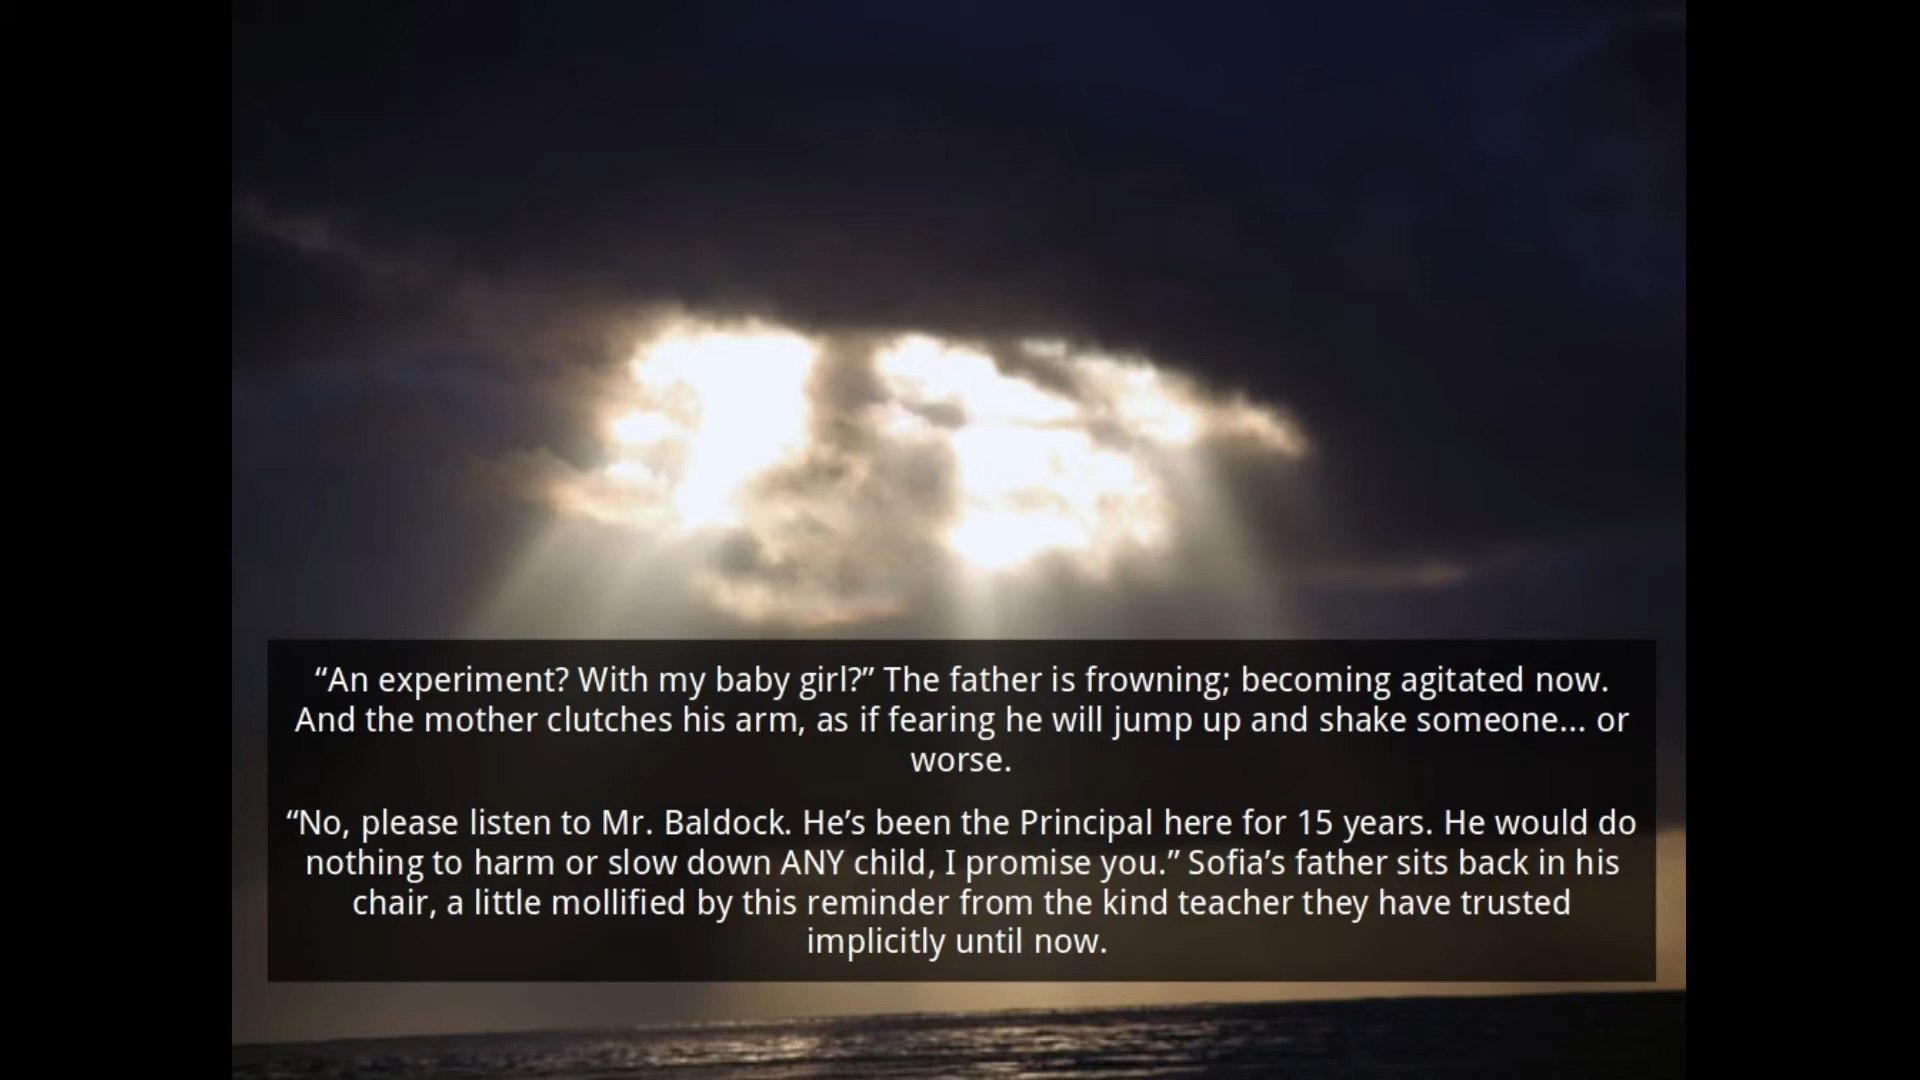 “An experiment? With my baby girl?” The father is frowning; becoming agitated now.
And the mother clutches his arm, as if fearing he will jump up and shake someone... or
worse.
“No, please listen to Mr. Baldock. He’s been the Principal here for 15 years. He would do
nothing to harm or slow down ANY child, I promise you.” Sofia’s father sits back in his
chair, a little mollified by this reminder from the kind teacher they have trusted
implicitly until now.